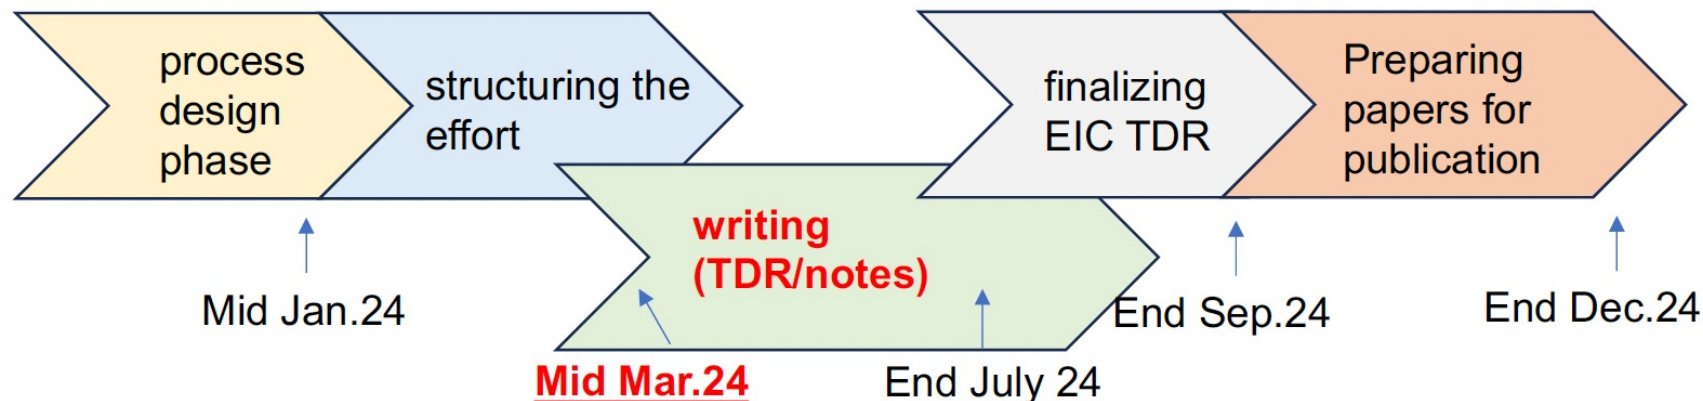 process
design
phase
structuring the
effort
writing
(TDR/notes)
finalizing
EIC TDR
Preparing
papers for
publication
Mid Jan.24
Mid Mar.24
End July 24
End Sep.24
End Dec.24